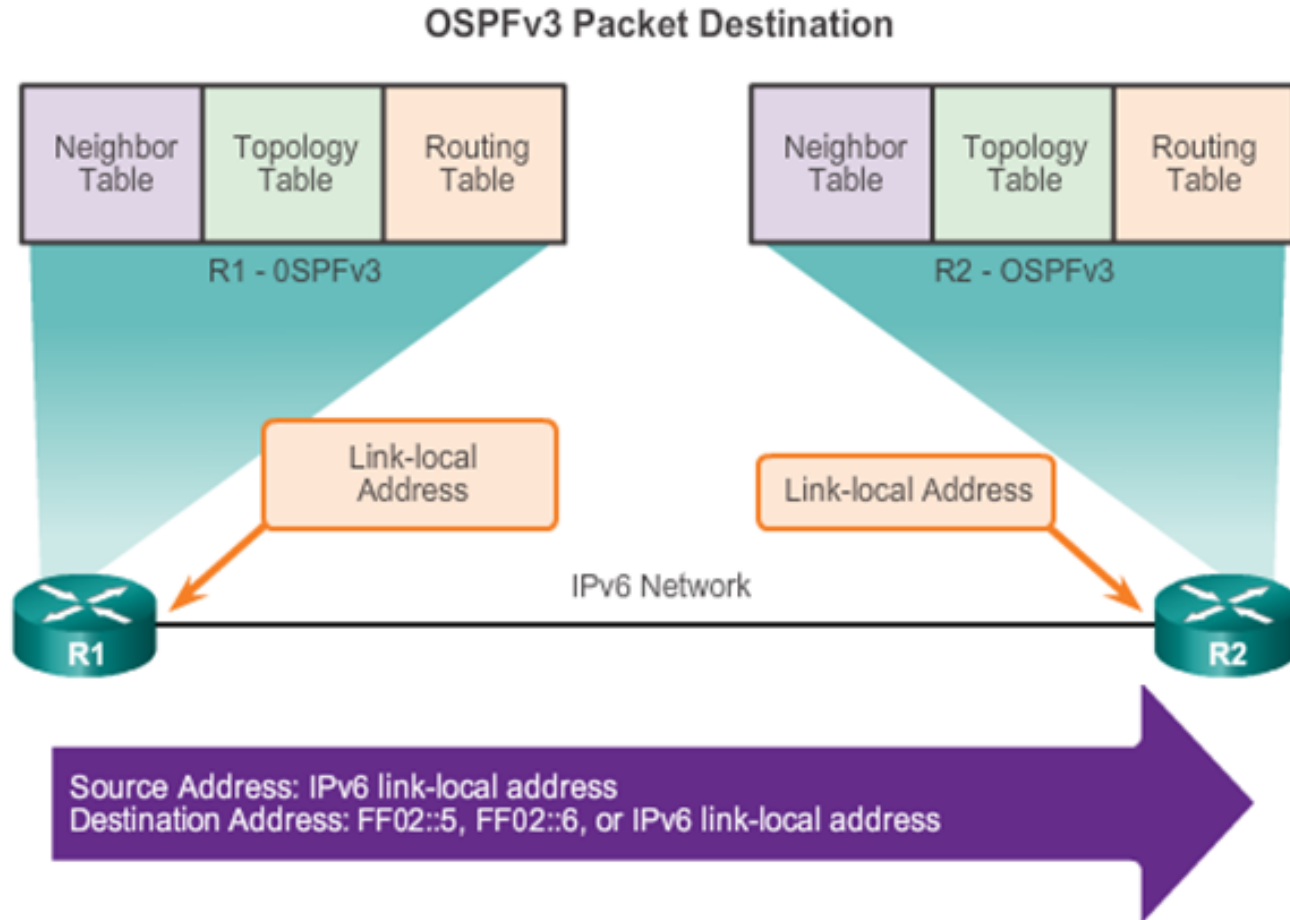 OSPFv3 Packet Destination
Neighbor
Table
Topology
Table
Routing
Table
Neighbor
Table
Topology
Table
Routing
Table
R1 - 0SPFv3
R2 - OSPFv3
Link-local
Address
Link-local Address
IPv6 Network
R1
R2
Source Address: IPv6 link-local address
Destination Address: FF02::5, FF02::6, or IPv6 link-local address